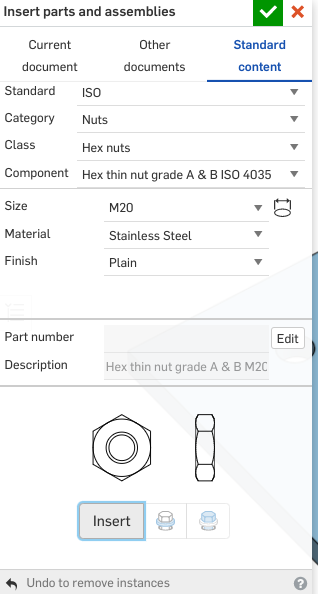 Insert parts and assemblies
Current document
Other documents
Standard content
Standard ISO
Category Nuts
Class Hex nuts
Component Hex thin nut grade A & B ISO 4035
Size M20
Material Stainless Steel
Finish Plain
Part number Edit
Description Hex thin nut grade A & B M20
Insert
Undo to remove instances ?